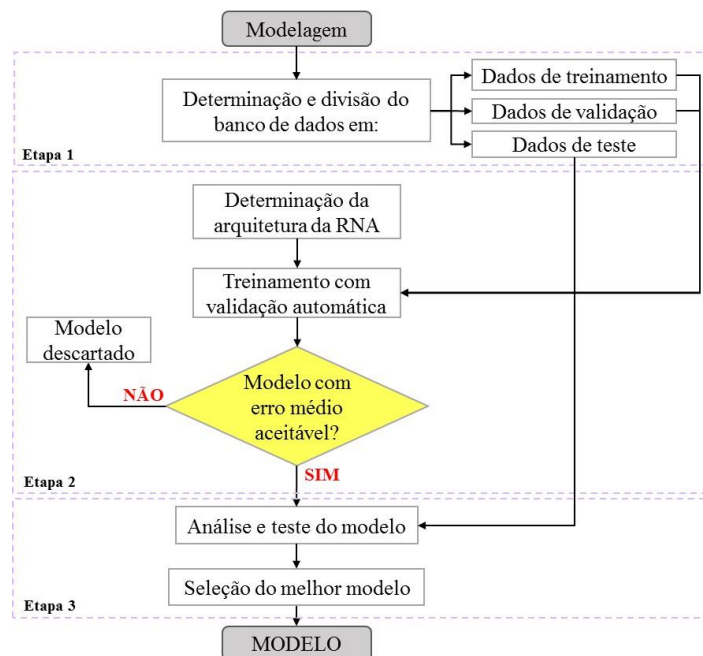 Modelagem
Determinação e divisão do
banco de dados em:
Dados de treinamento
Dados de validação
Dados de teste
Etapa 1
Determinação da
arquitetura da RNA
Treinamento com
validação automática
Modelo
descartado
NÃO
Modelo com
erro médio
aceitável?
SIM
Etapa 2
Análise e teste do modelo
Seleção do melhor modelo
Etapa 3
MODELO